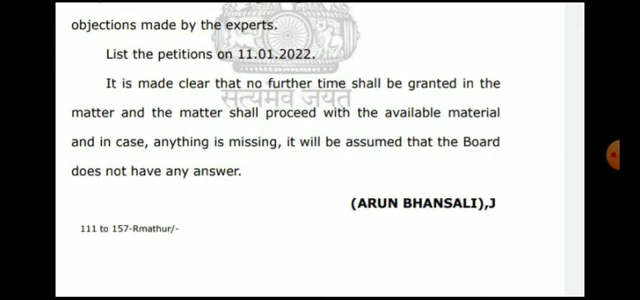 objections made by the experts.
List the petitions on 11.01.2022.
It is made clear that no further time shall be granted in the
सत्यमेव जयते
matter and the matter shall proceed with the available material
and in case, anything is missing, it will be assumed that the Board
does not have any answer.
(ARUN BHANSALI),J
111 to 157-Rmathur/-